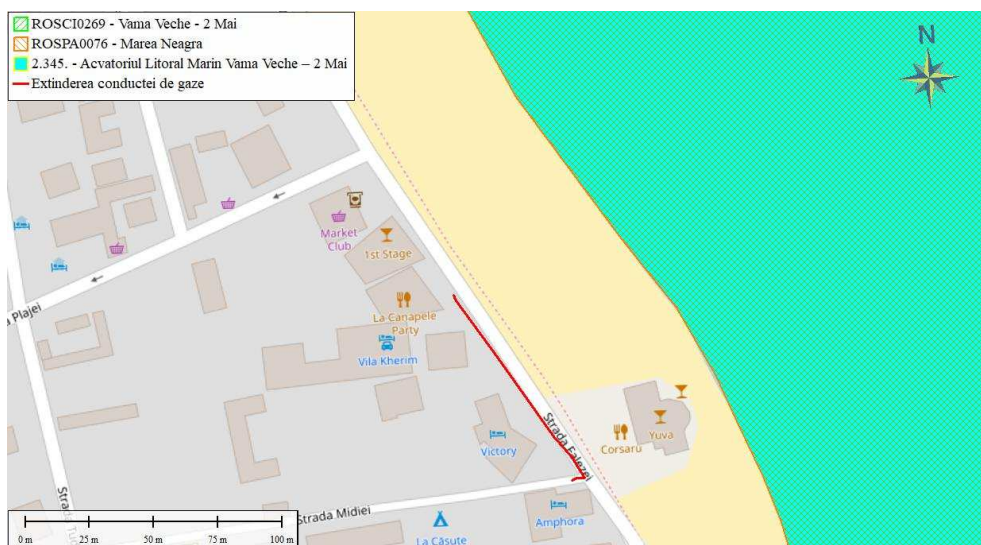 ROSCI0269 - Vama Veche - 2 Mai
ROSPA0076 - Marea Neagra
2.345. - Acvatoriul Litoral Marin Vama Veche – 2 Mai
Extinderea conductei de gaze
N
Market
Club
1st Stage
La Canapele
Party
Vila Kherim
Plajei
Strada Falezei
Corsaru
Yuva
Victory
Strada Midiei
Amphora
La Căsuțe
Strada
0 m 25 m 50 m 75 m 100 m